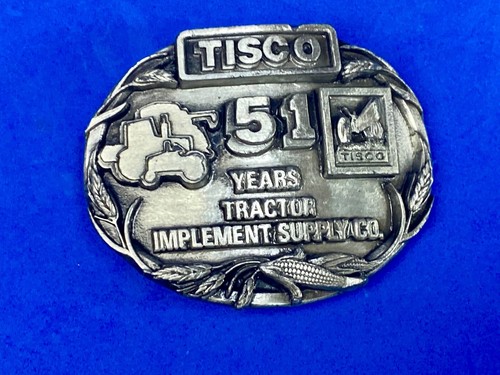 TISCO
51
TISCO
YEARS
TRACTOR
IMPLEMENT SUPPLY CO.